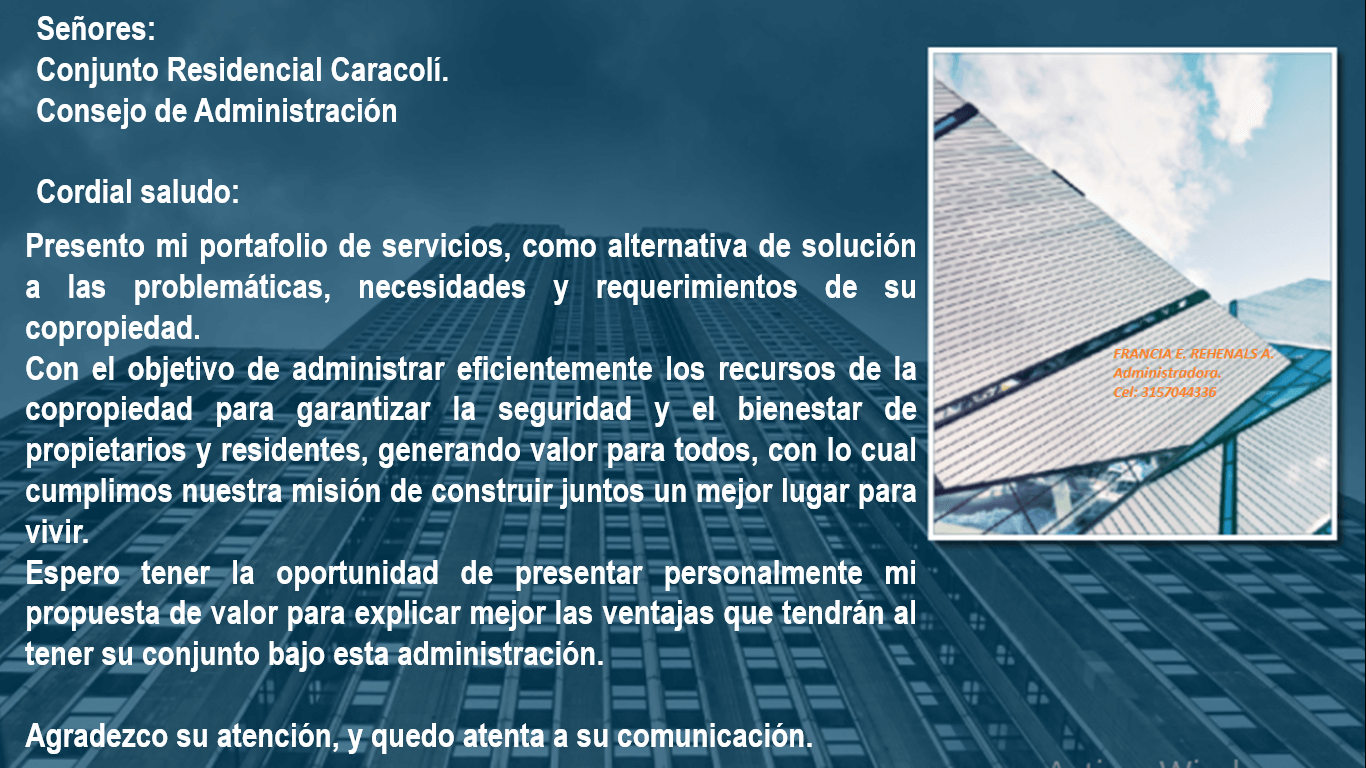 Señores:
Conjunto Residencial Caracolí.
Consejo de Administración
Cordial saludo:
Presento mi portafolio de servicios, como alternativa de solución
a las problemáticas, necesidades y requerimientos de su
copropiedad.
Con el objetivo de administrar eficientemente los recursos de la
copropiedad para garantizar la seguridad y el bienestar de
propietarios y residentes, generando valor para todos, con lo cual
cumplimos nuestra misión de construir juntos un mejor lugar para
vivir.
Espero tener la oportunidad de presentar personalmente mi
propuesta de valor para explicar mejor las ventajas que tendrán al
tener su conjunto bajo esta administración.
Agradezco su atención, y quedo atenta a su comunicación.
FRANCIA E. REHENALS A.
Administradora.
Cel: 3157044336